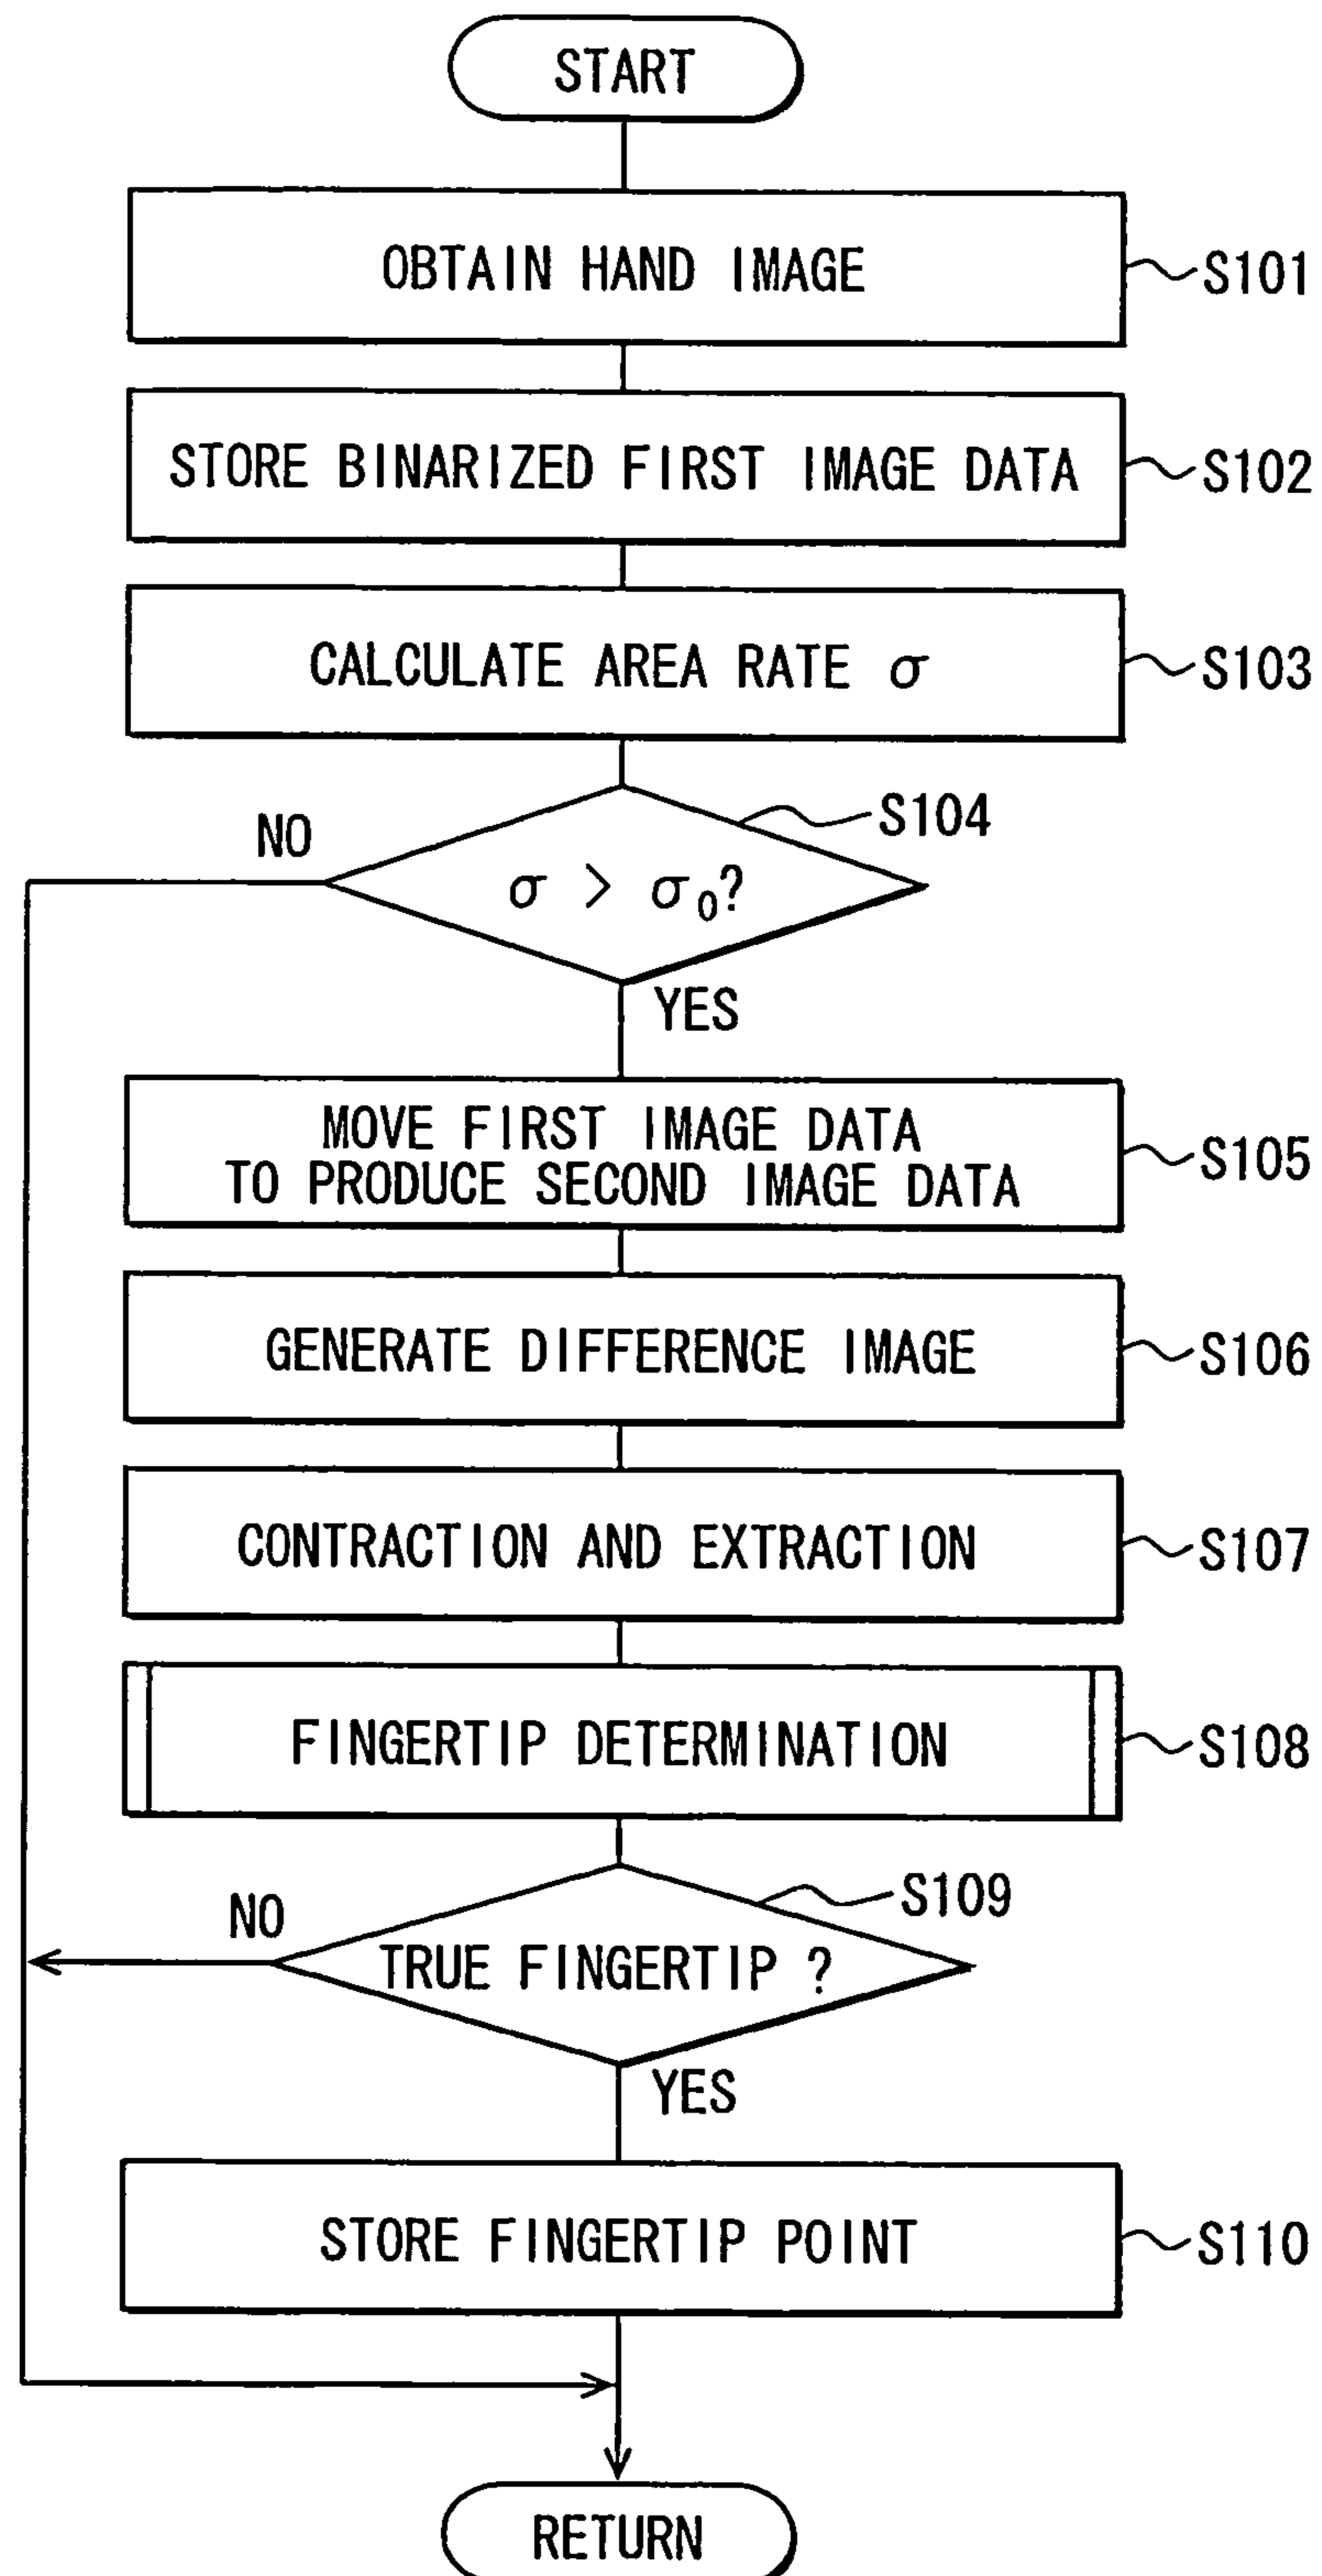 START
OBTAIN HAND IMAGE
S101
STORE BINARIZED FIRST IMAGE DATA
S102
CALCULATE AREA RATE σ
S103
S104
NO
σ > σ₀?
YES
MOVE FIRST IMAGE DATA
TO PRODUCE SECOND IMAGE DATA
S105
GENERATE DIFFERENCE IMAGE
S106
CONTRACTION AND EXTRACTION
S107
FINGERTIP DETERMINATION
S108
S109
NO
TRUE FINGERTIP ?
YES
STORE FINGERTIP POINT
S110
RETURN